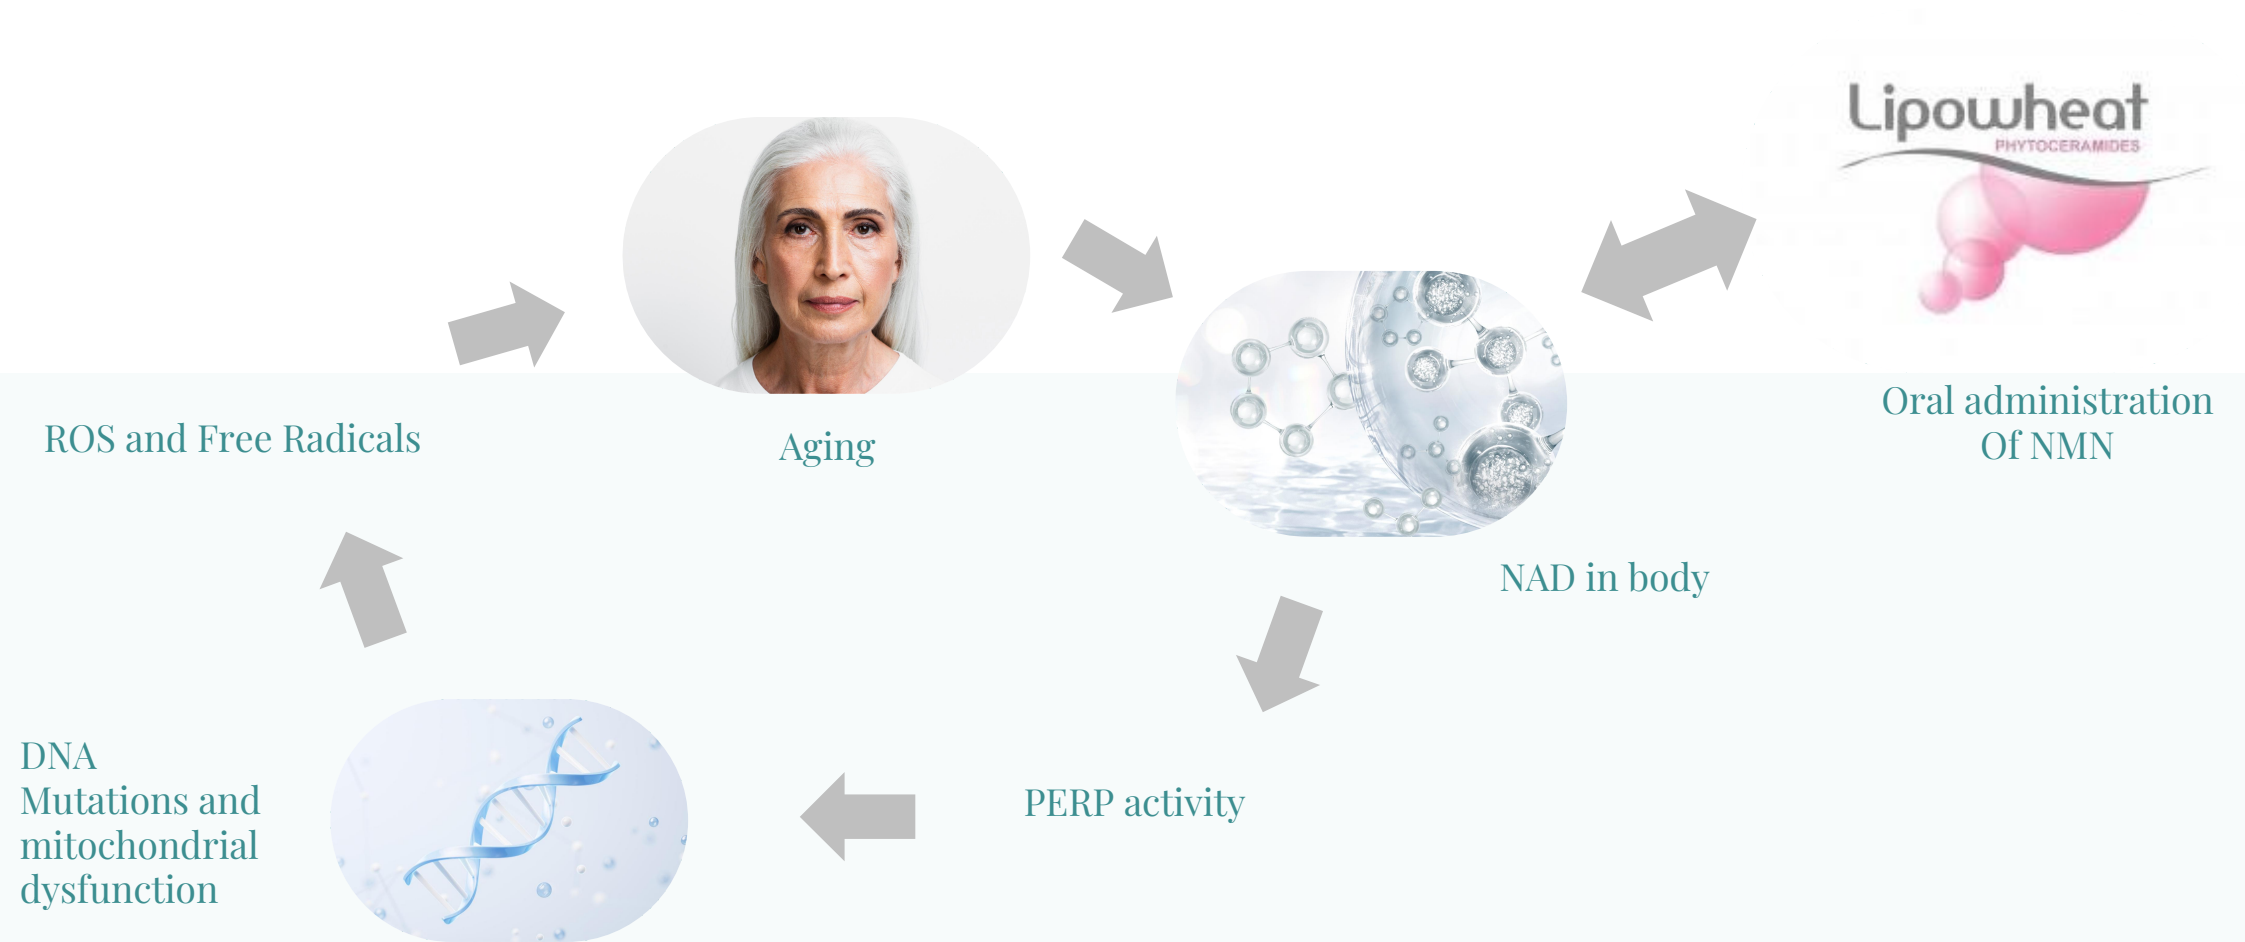 Lipowheat
PHYTOCERAMIDES
Oral administration
Of NMN
ROS and Free Radicals
Aging
NAD in body
DNA
Mutations and
mitochondrial
dysfunction
PERP activity